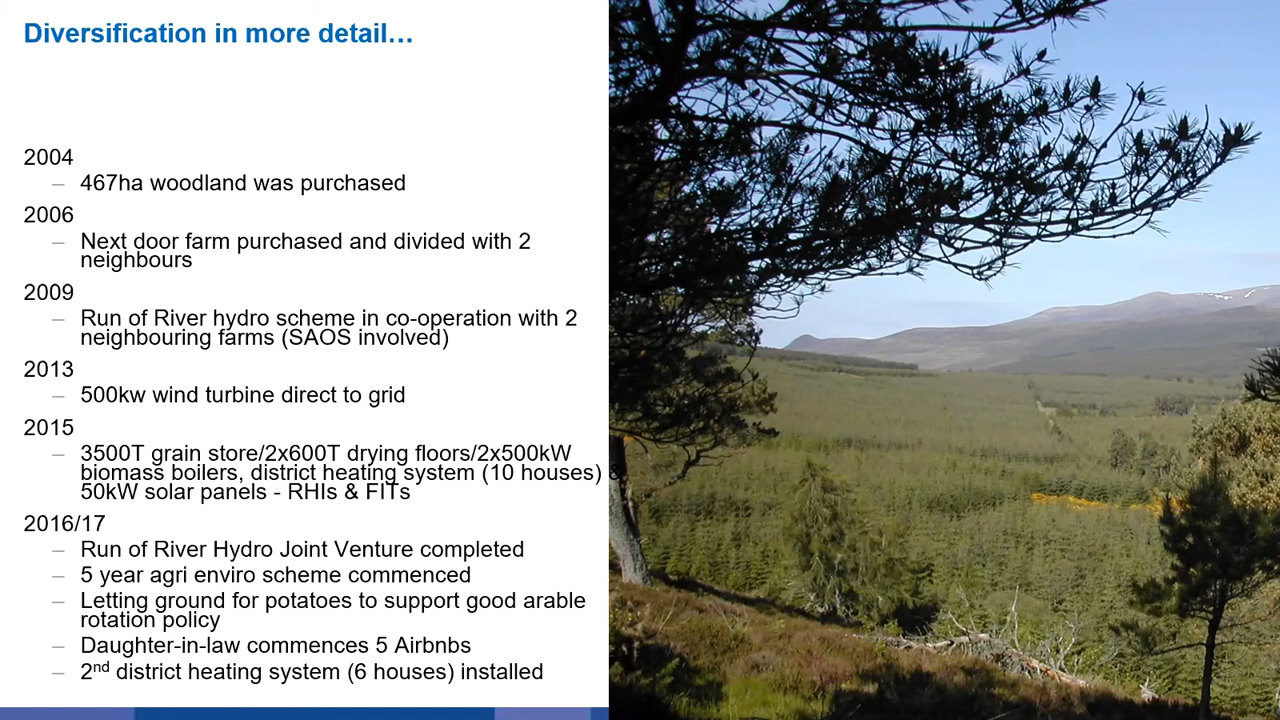 Diversification in more detail…
2004
– 467ha woodland was purchased
2006
– Next door farm purchased and divided with 2
neighbours
2009
– Run of River hydro scheme in co-operation with 2
neighbouring farms (SAOS involved)
2013
– 500kw wind turbine direct to grid
2015
– 3500T grain store/2x600T drying floors/2x500kW
biomass boilers, district heating system (10 houses) &
50kW solar panels - RHIs & FITs
2016/17
– Run of River Hydro Joint Venture completed
– 5 year agri enviro scheme commenced
– Letting ground for potatoes to support good arable
rotation policy
– Daughter-in-law commences 5 Airbnbs
– 2nd district heating system (6 houses) installed